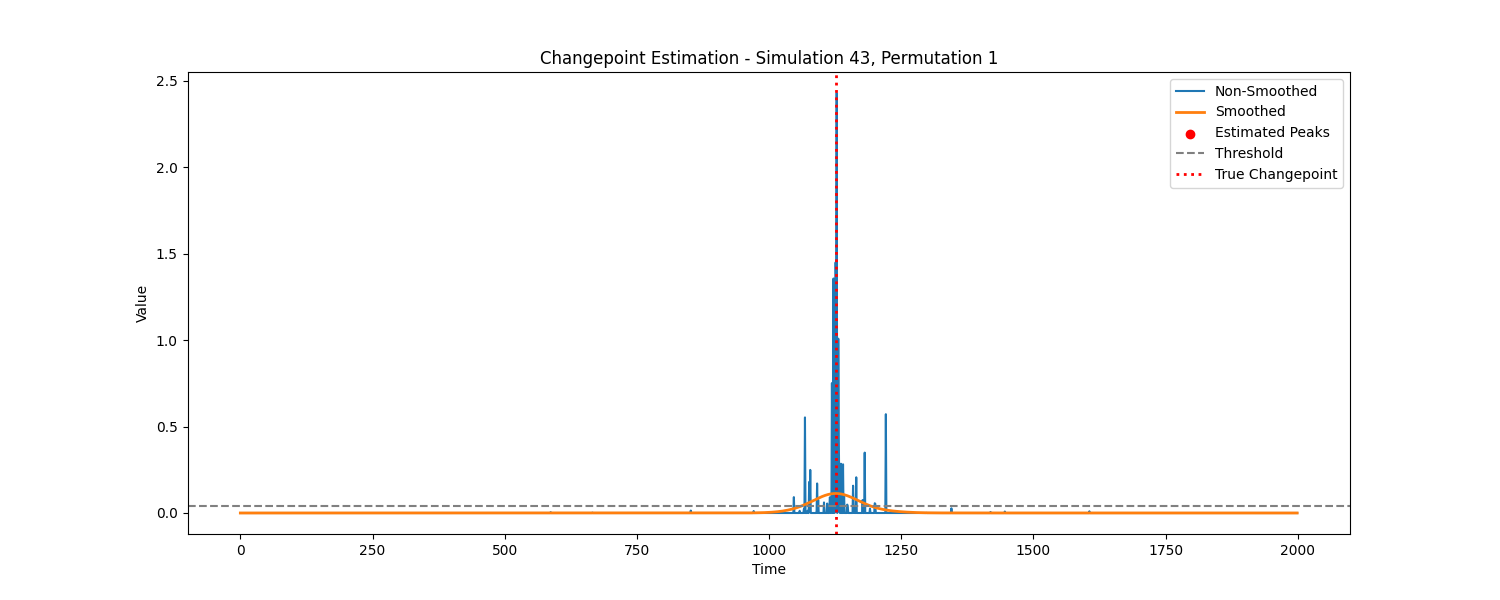 Changepoint Estimation - Simulation 43, Permutation 1
2.5
2.0
1.5
1.0
0.5
0.0
Value
Non-Smoothed
Smoothed
Estimated Peaks
Threshold
True Changepoint
0 250 500 750 1000 1250 1500 1750 2000
Time